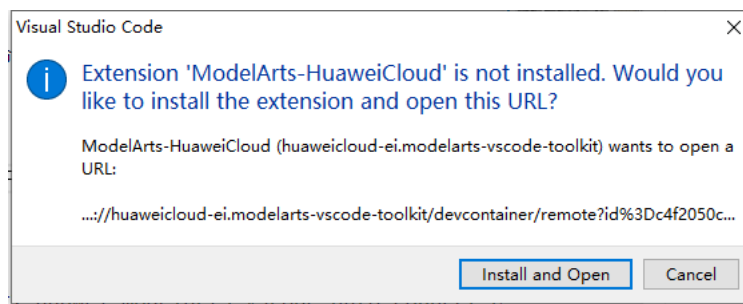 Visual Studio Code
Extension 'ModelArts-HuaweiCloud' is not installed. Would you
like to install the extension and open this URL?
ModelArts-HuaweiCloud (huaweicloud-ei.modelarts-vscode-toolkit) wants to open a
URL:
...://huaweicloud-ei.modelarts-vscode-toolkit/devcontainer/remote?id%3Dc4f2050c...
Install and Open Cancel